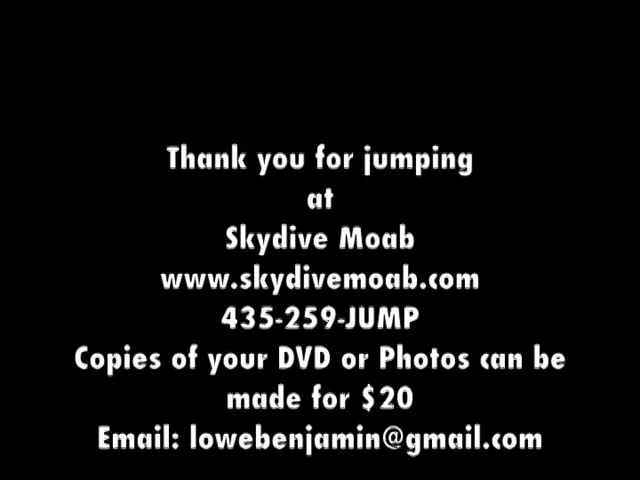 Thank you for jumping
at
Skydive Moab
www.skydivemoab.com
435-259-JUMP
Copies of your DVD or Photos can be
made for $20
Email: lowebenjamin@gmail.com